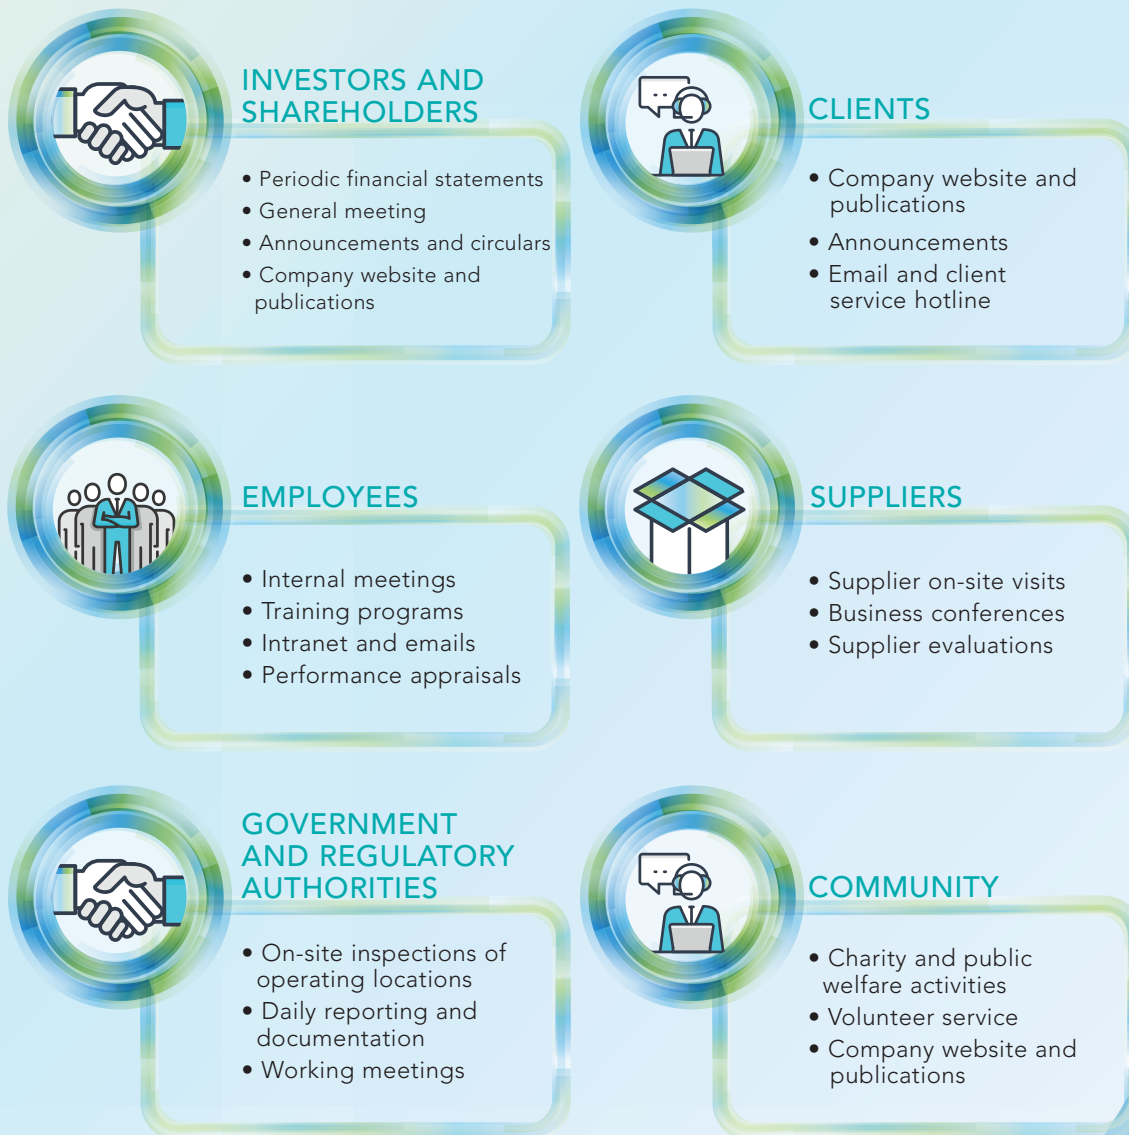 INVESTORS AND
SHAREHOLDERS
• Periodic financial statements
• General meeting
• Announcements and circulars
• Company website and
publications
CLIENTS
• Company website and
publications
• Announcements
• Email and client
service hotline
EMPLOYEES
• Internal meetings
• Training programs
• Intranet and emails
• Performance appraisals
SUPPLIERS
• Supplier on-site visits
• Business conferences
• Supplier evaluations
GOVERNMENT
AND REGULATORY
AUTHORITIES
• On-site inspections of
operating locations
• Daily reporting and
documentation
• Working meetings
COMMUNITY
• Charity and public
welfare activities
• Volunteer service
• Company website and
publications